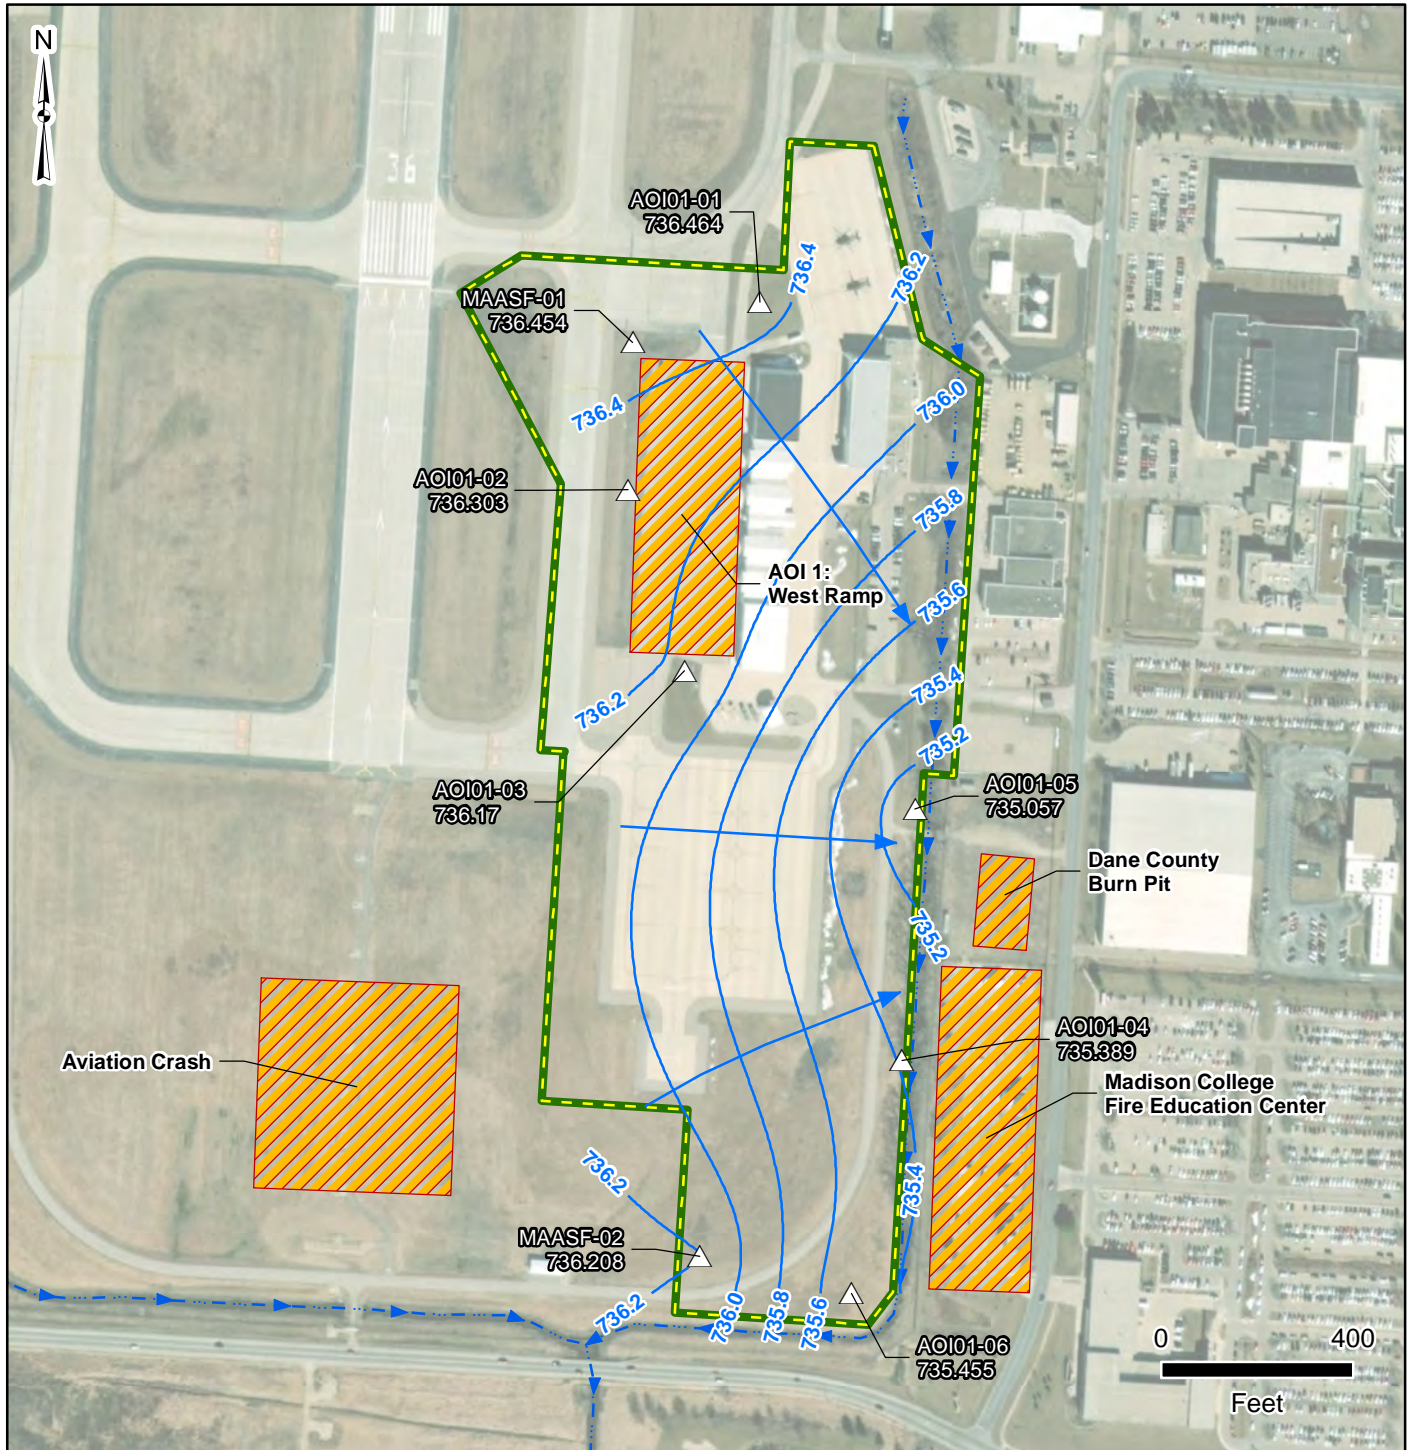 N
36
AOI01-01
736.464
736.4
736.2
MAASF-01
736.454
736.4
736.0
AOI01-02
736.303
735.8
AOI 1:
West Ramp
735.6
735.4
736.2
735.2
AOI01-03
736.17
AOI01-05
735.057
Dane County
Burn Pit
735.2
Aviation Crash
AOI01-04
735.389
Madison College
Fire Education Center
736.2
735.4
MAASF-02
736.208
736.2
736.0
735.8
735.6
AOI01-06
735.455
0 400
Feet